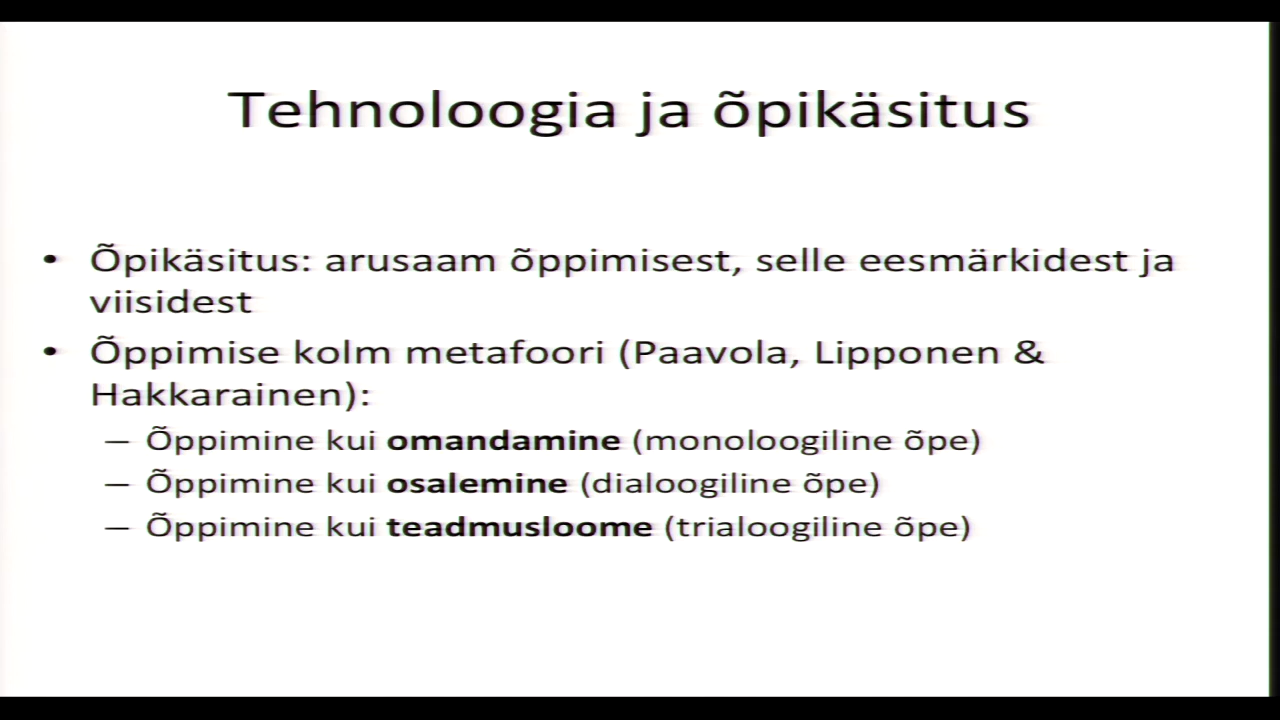 Tehnoloogia ja õpikäsitus
• Õpikäsitus: arusaam õppimisest, selle eesmärkidest ja
viisidest
• Õppimise kolm metafoori (Paavola, Lipponen &
Hakkarainen):
– Õppimine kui omandamine (monoloogiline õpe)
– Õppimine kui osalemine (dialoogiline õpe)
– Õppimine kui teadmusloome (trialoogiline õpe)